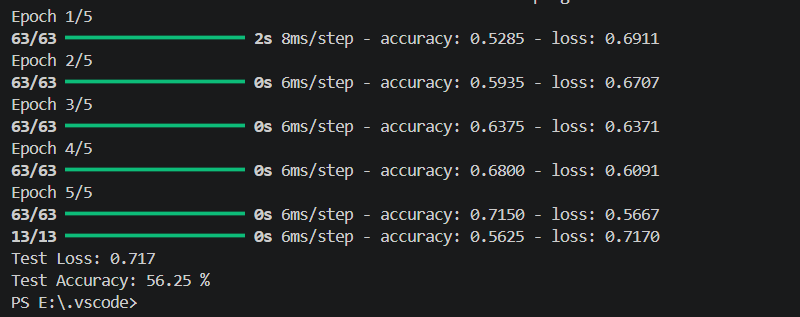 Epoch 1/5
63/63 2s 8ms/step - accuracy: 0.5285 - loss: 0.6911
Epoch 2/5
63/63 0s 6ms/step - accuracy: 0.5935 - loss: 0.6707
Epoch 3/5
63/63 0s 6ms/step - accuracy: 0.6375 - loss: 0.6371
Epoch 4/5
63/63 0s 6ms/step - accuracy: 0.6800 - loss: 0.6091
Epoch 5/5
63/63 0s 6ms/step - accuracy: 0.7150 - loss: 0.5667
13/13 0s 6ms/step - accuracy: 0.5625 - loss: 0.7170
Test Loss: 0.717
Test Accuracy: 56.25 %
PS E:\.vscode>